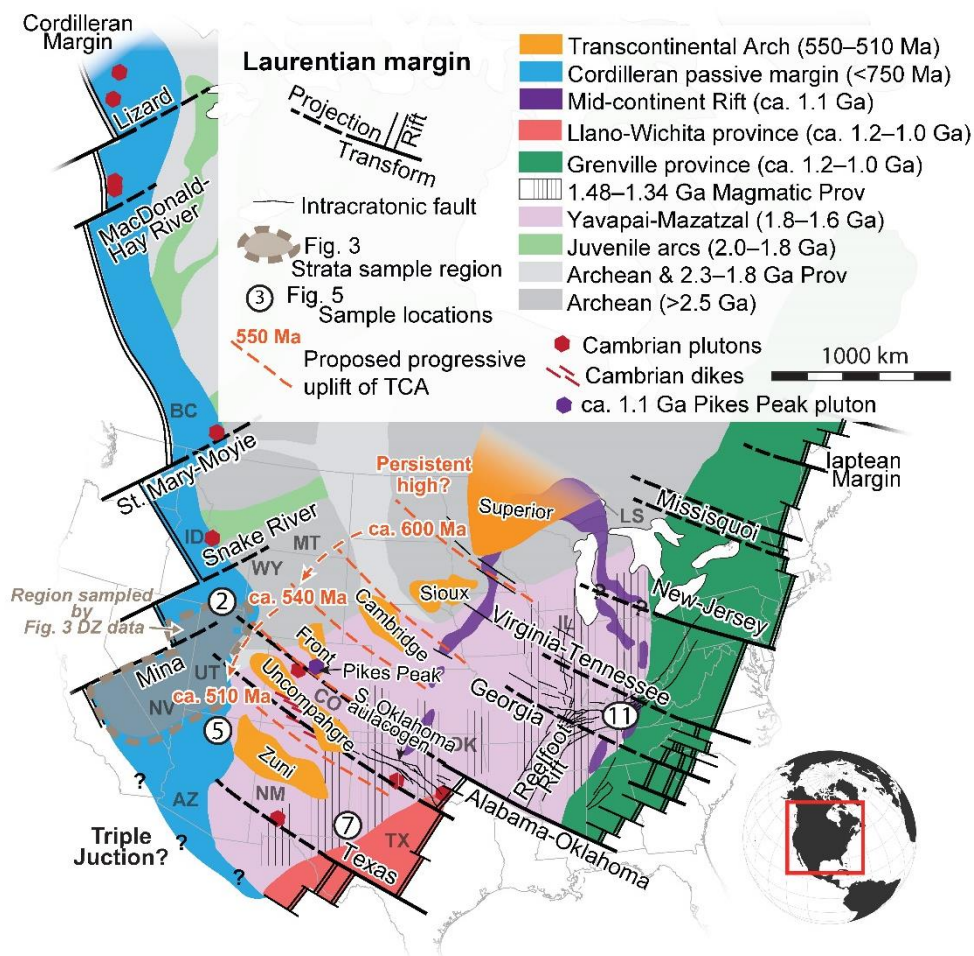 Cordilleran
Margin
Lizard
MacDonald-
Hay River
Laurentian margin
Projection
Rift
Transform
Intracratonic fault
Fig. 3
Strata sample region
3 Fig. 5
Sample locations
550 Ma
Proposed progressive
uplift of TCA
Transcontinental Arch (550–510 Ma)
Cordilleran passive margin (<750 Ma)
Mid-continent Rift (ca. 1.1 Ga)
Llano-Wichita province (ca. 1.2–1.0 Ga)
Grenville province (ca. 1.2–1.0 Ga)
1.48–1.34 Ga Magmatic Prov
Yavapai-Mazatzal (1.8–1.6 Ga)
Juvenile arcs (2.0–1.8 Ga)
Archean & 2.3–1.8 Ga Prov
Archean (>2.5 Ga)
Cambrian plutons
Cambrian dikes
ca. 1.1 Ga Pikes Peak pluton
1000 km
BC
St. Mary-Moyie
ID
Snake River
MT
WY
Persistent
high?
ca. 600 Ma
Superior
LS
Missisquoi
Iaptean
Margin
Region sampled
by
Fig. 3 DZ data
2
ca. 540 Ma
Cambridge
Sioux
Virginia-Tennessee
IL
New-Jersey
Mina
UT
NV
ca. 510 Ma
Front
Pikes Peak
Uncompahgre
CO
S. Oklahoma
aulacogen
OK
Georgia
Reelfoot
Rift
11
5
Zuni
AZ
NM
7
TX
Texas
Alabama-Oklahoma
?
Triple
Juction?
?
?